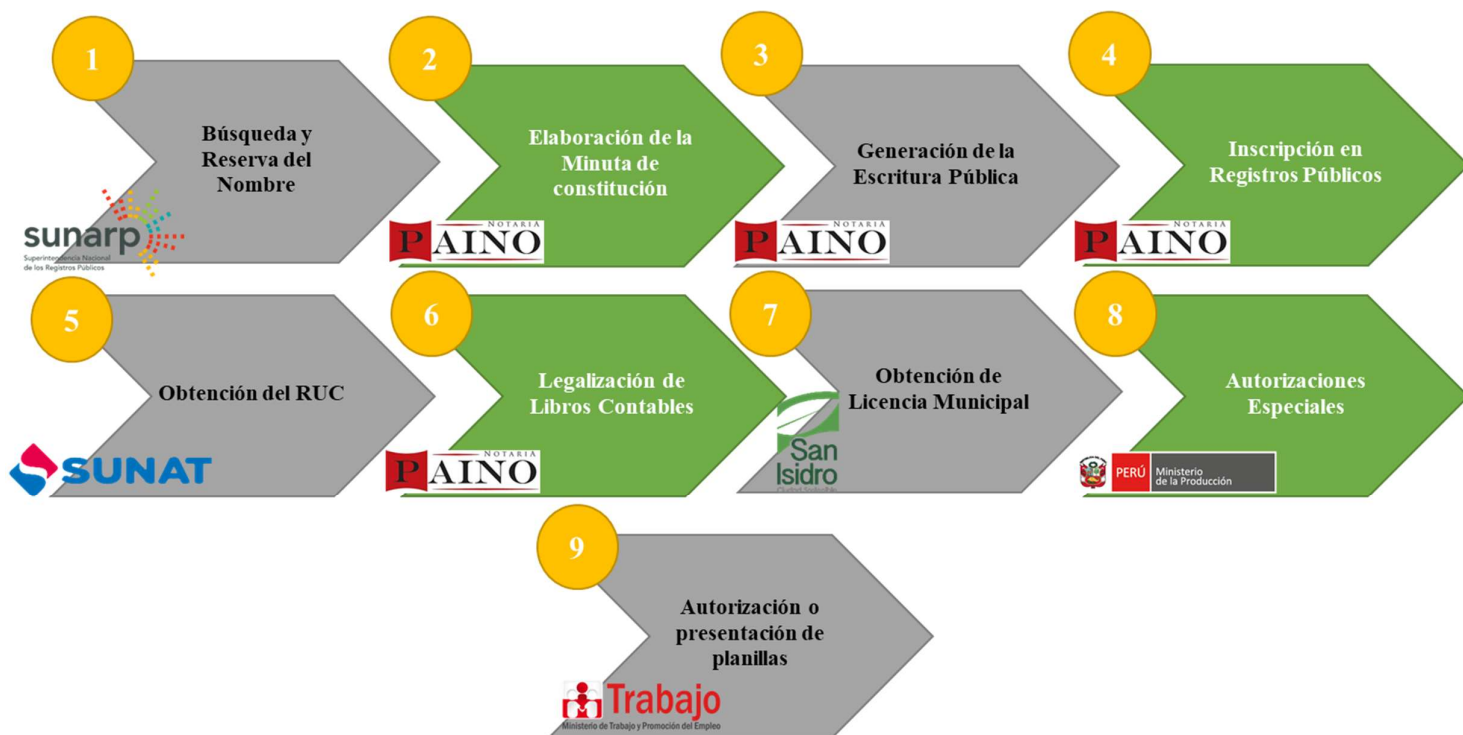 1
Búsqueda y
Reserva del
Nombre
sunarp
Superintendencia Nacional
de los Registros Públicos
2
Elaboración de la
Minuta de
constitución
NOTARIA
PAINO
3
Generación de la
Escritura Pública
NOTARIA
PAINO
4
Inscripción en
Registros Públicos
NOTARIA
PAINO
5
Obtención del RUC
SUNAT
6
Legalización de
Libros Contables
NOTARIA
PAINO
7
Obtención de
Licencia Municipal
San
Isidro
8
Autorizaciones
Especiales
PERÚ
Ministerio
de la Producción
9
Autorización o
presentación de
planillas
Trabajo
Ministerio de Trabajo y Promoción del Empleo